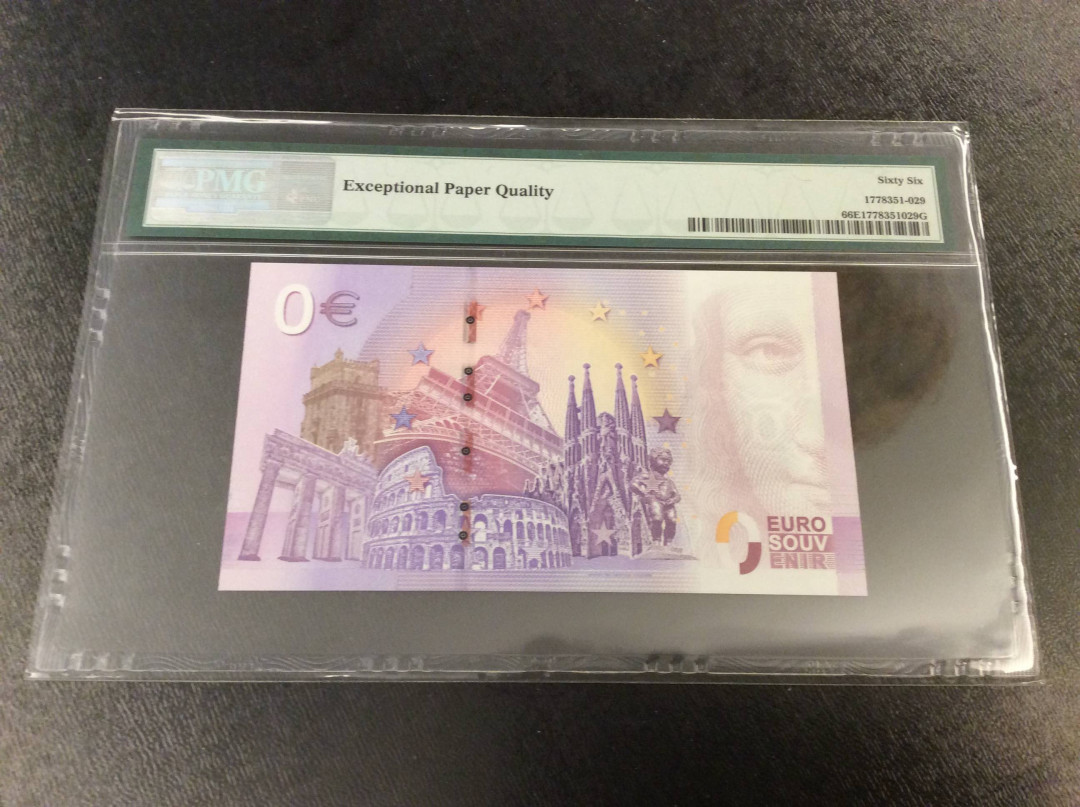 PMG
Exceptional Paper Quality
Sixty Six
1778351-029
66E1778351029G
0 €
EURO
SOUV
ENIR